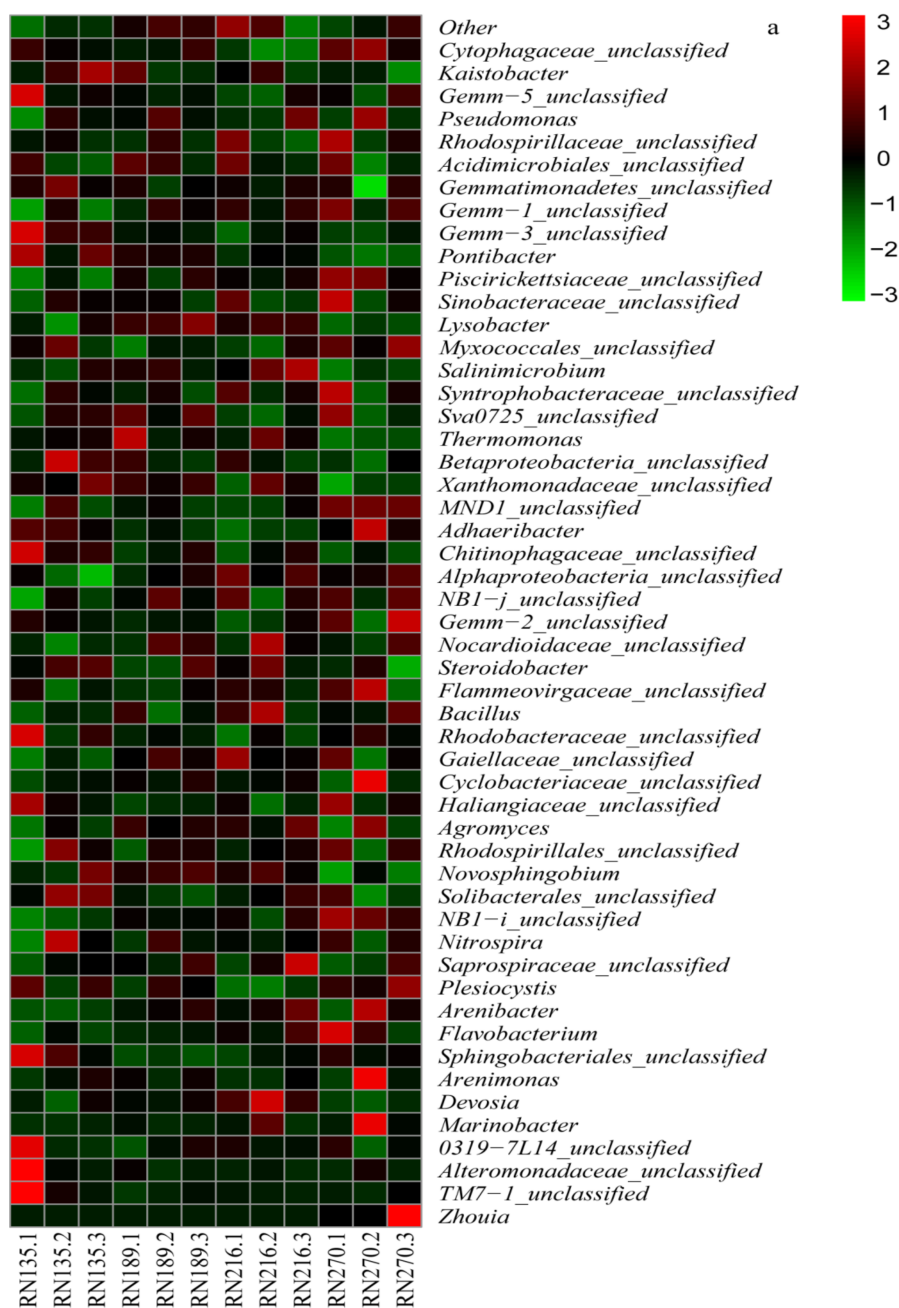 Other
a
Cytophagaceae_unclassified
Kaistobacter
Gemm−5_unclassified
Pseudomonas
Rhodospirillaceae_unclassified
Acidimicrobiales_unclassified
Gemmatimonadetes_unclassified
Gemm−1_unclassified
Gemm−3_unclassified
Pontibacter
Piscirickettsiaceae_unclassified
Sinobacteraceae_unclassified
Lysobacter
Myxococcales_unclassified
Salinimicrobium
Syntrophobacteraceae_unclassified
Sva0725_unclassified
Thermomonas
Betaproteobacteria_unclassified
Xanthomonadaceae_unclassified
MND1_unclassified
Adhaeribacter
Chitinophagaceae_unclassified
Alphaproteobacteria_unclassified
NB1−j_unclassified
Gemm−2_unclassified
Nocardioidaceae_unclassified
Steroidobacter
Flammeovirgaceae_unclassified
Bacillus
Rhodobacteraceae_unclassified
Gaiellaceae_unclassified
Cyclobacteriaceae_unclassified
Haliangiaceae_unclassified
Agromyces
Rhodospirillales_unclassified
Novosphingobium
Solibacterales_unclassified
NB1−i_unclassified
Nitrospira
Saprospiraceae_unclassified
Plesiocystis
Arenibacter
Flavobacterium
Sphingobacteriales_unclassified
Arenimonas
Devosia
Marinobacter
0319−7L14_unclassified
Alteromonadaceae_unclassified
TM7−1_unclassified
Zhouia
3
2
1
0
−1
−2
−3
RN135.1
RN135.2
RN135.3
RN189.1
RN189.2
RN189.3
RN216.1
RN216.2
RN216.3
RN270.1
RN270.2
RN270.3